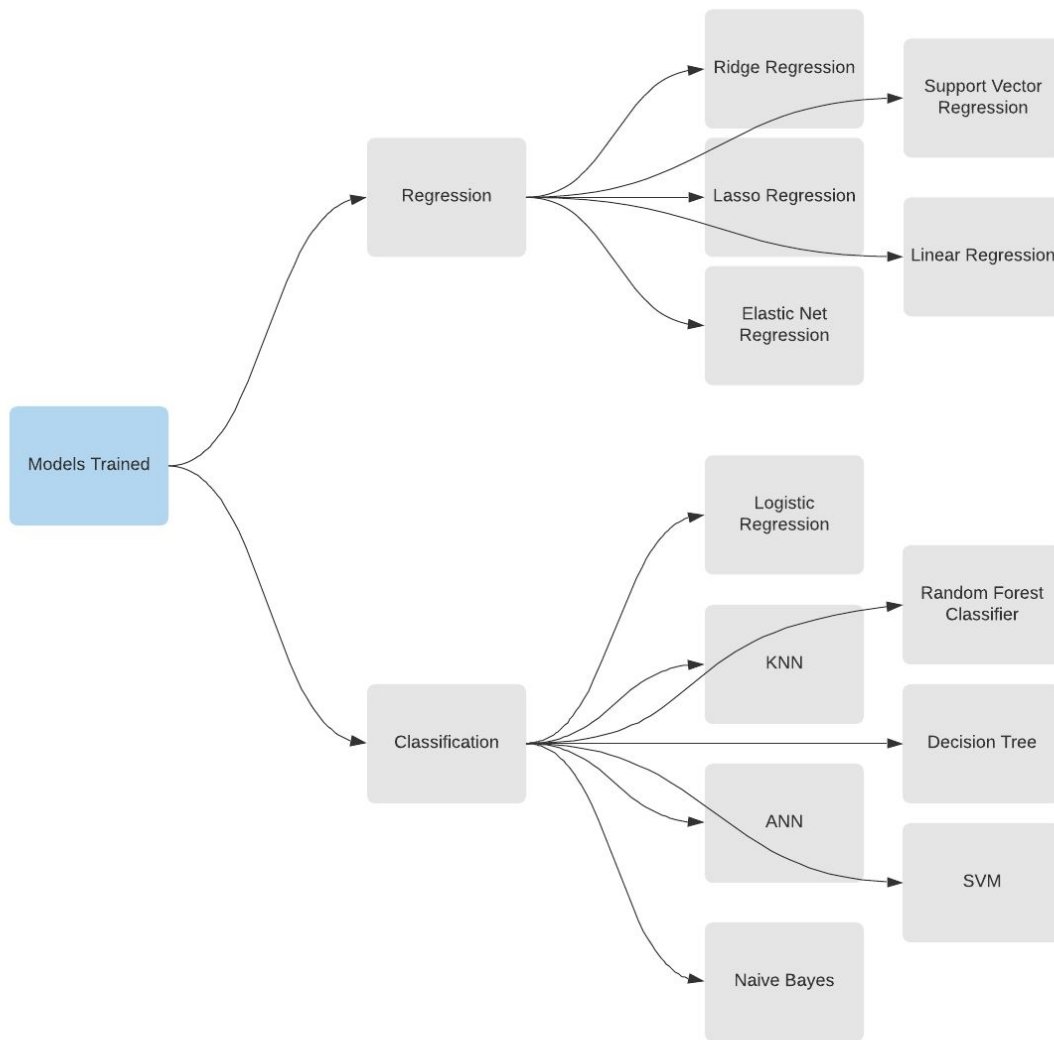 Ridge Regression
Support Vector
Regression
Regression
Lasso Regression
Linear Regression
Elastic Net
Regression
Models Trained
Logistic
Regression
Random Forest
Classifier
KNN
Classification
Decision Tree
ANN
SVM
Naive Bayes